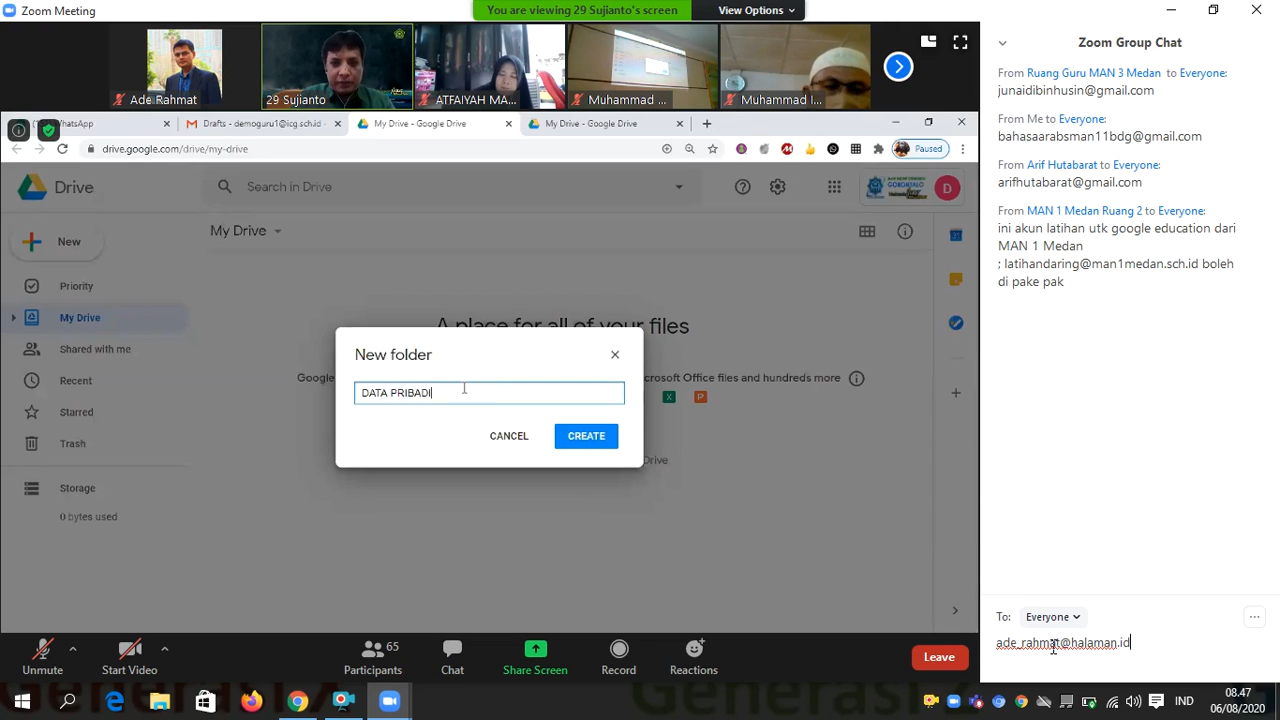 Zoom Meeting
You are viewing 29 Sujianto's screen
View Options
Ade Rahmat
29 Sujianto
ATFAIYAH MA...
Muhammad ...
Muhammad I...
WhatsApp
Drafts - demoguru1@icg.sch.id -
My Drive - Google Drive
My Drive - Google Drive
drive.google.com/drive/my-drive
Paused
Drive
Search in Drive
GORONTALO
D
New
My Drive
Priority
My Drive
Shared with me
Recent
Starred
Trash
Storage
0 bytes used
A place for all of your files
Google
icrosoft Office files and hundreds more
X
P
Drive
New folder
DATA PRIBADI
CANCEL
CREATE
Zoom Group Chat
From Ruang Guru MAN 3 Medan to Everyone:
junaidibinhusin@gmail.com
From Me to Everyone:
bahasaarabsman11bdg@gmail.com
From Arif Hutabarat to Everyone:
arifhutabarat@gmail.com
From MAN 1 Medan Ruang 2 to Everyone:
ini akun latihan utk google education dari
MAN 1 Medan
; latihandaring@man1medan.sch.id boleh
di pake pak
To: Everyone
ade_rahmat@halaman.id
Unmute
Start Video
65
Participants
Chat
Share Screen
Record
Reactions
Leave
IND
08.47
06/08/2020